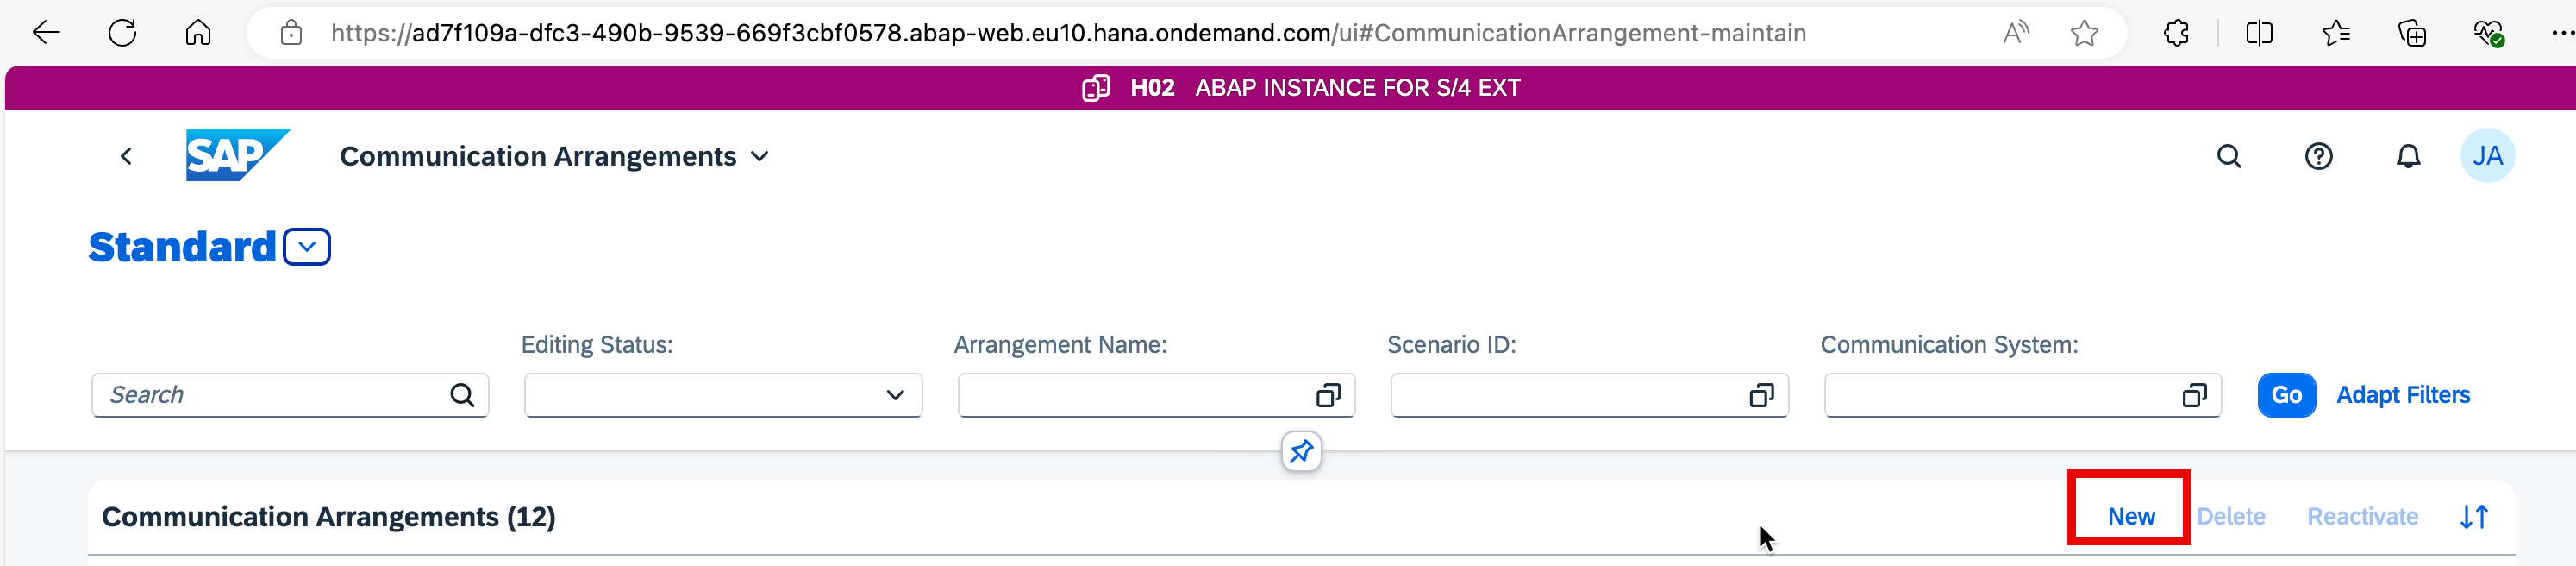 https://ad7f109a-dfc3-490b-9539-669f3cbf0578.abap-web.eu10.hana.ondemand.com/ui#CommunicationArrangement-maintain
H02 ABAP INSTANCE FOR S/4 EXT
SAP Communication Arrangements JA
Standard
Editing Status: Arrangement Name: Scenario ID: Communication System:
Search Go Adapt Filters
Communication Arrangements (12) New Delete Reactivate